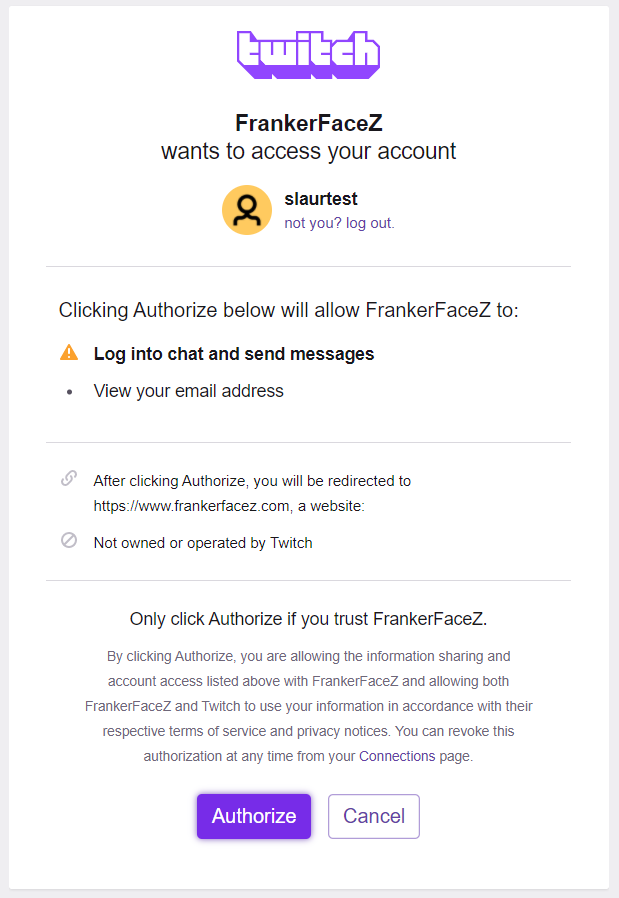 twitch
FrankerFaceZ
wants to access your account
slaurtest
not you? log out.
Clicking Authorize below will allow FrankerFaceZ to:
Log into chat and send messages
• View your email address
After clicking Authorize, you will be redirected to
https://www.frankerfacez.com, a website:
Not owned or operated by Twitch
Only click Authorize if you trust FrankerFaceZ.
By clicking Authorize, you are allowing the information sharing and
account access listed above with FrankerFaceZ and allowing both
FrankerFaceZ and Twitch to use your information in accordance with their
respective terms of service and privacy notices. You can revoke this
authorization at any time from your Connections page.
Authorize Cancel